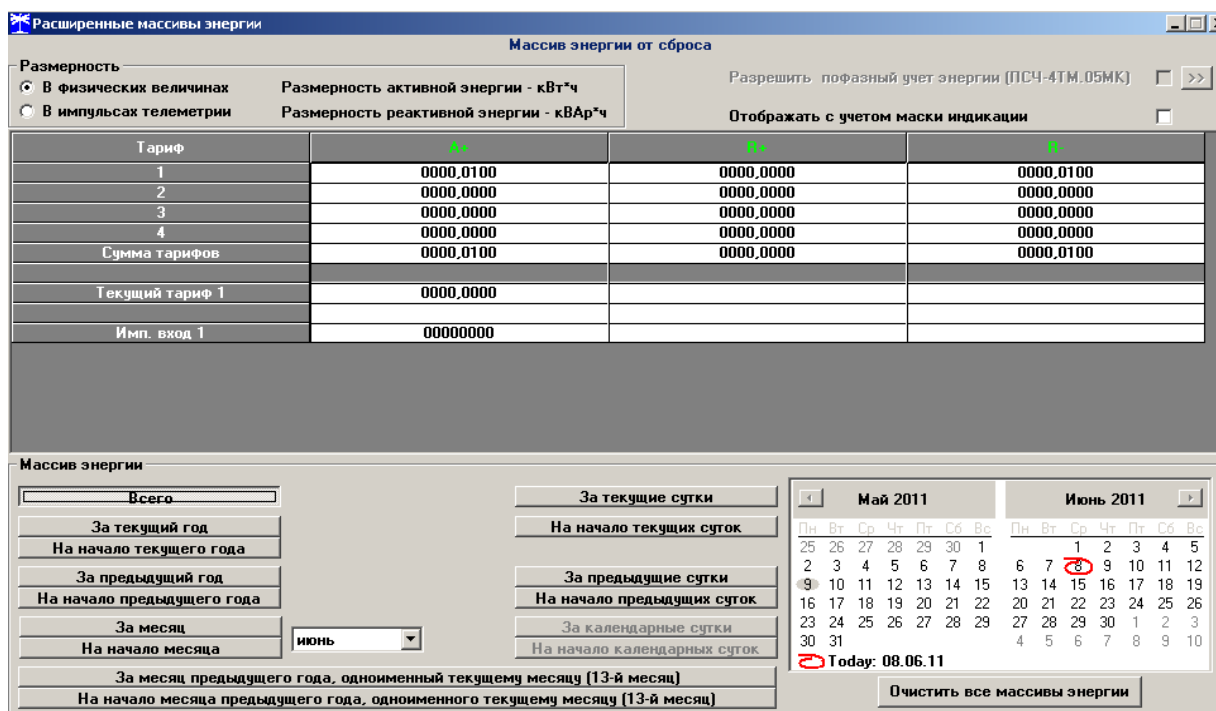 Расширенные массивы энергии
Массив энергии от сброса
Размерность
В физических величинах Размерность активной энергии - кВт*ч
В импульсах телеметрии Размерность реактивной энергии - кВАр*ч
Разрешить пофазный учет энергии (ПСЧ-4ТМ.05МК) >>
Отображать с учетом маски индикации
Тариф A+ R+ R-
1 0000,0100 0000,0000 0000,0100
2 0000,0000 0000,0000 0000,0000
3 0000,0000 0000,0000 0000,0000
4 0000,0000 0000,0000 0000,0000
Сумма тарифов 0000,0100 0000,0000 0000,0100
Текущий тариф 1 0000,0000
Имп. вход 1 00000000
Массив энергии
Всего
За текущий год
На начало текущего года
За предыдущий год
На начало предыдущего года
За месяц
На начало месяца
июнь
За текущие сутки
На начало текущих суток
За предыдущие сутки
На начало предыдущих суток
За календарные сутки
На начало календарных суток
За месяц предыдущего года, одноименный текущему месяцу (13-й месяц)
На начало месяца предыдущего года, одноименного текущему месяцу (13-й месяц)
Май 2011
Пн Вт Ср Чт Пт Сб Вс
25 26 27 28 29 30 1
2 3 4 5 6 7 8
9 10 11 12 13 14 15
16 17 18 19 20 21 22
23 24 25 26 27 28 29
30 31
Июнь 2011
Пн Вт Ср Чт Пт Сб Вс
1 2 3 4 5
6 7 8 9 10 11 12
13 14 15 16 17 18 19
20 21 22 23 24 25 26
27 28 29 30 1 2 3
4 5 6 7 8 9 10
Today: 08.06.11
Очистить все массивы энергии